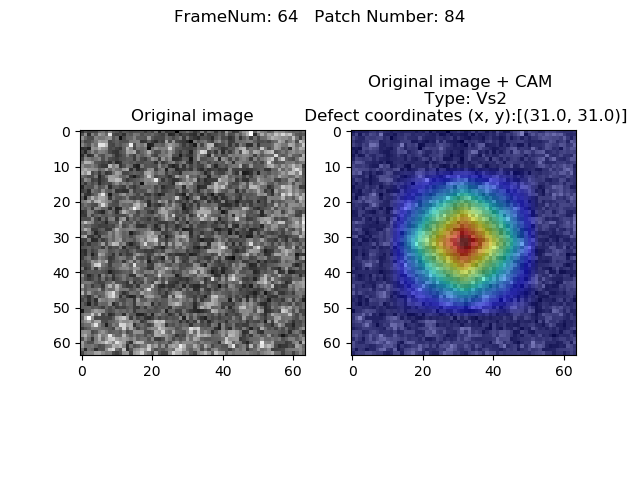 FrameNum: 64   Patch Number: 84
Original image
Original image + CAM
Type: Vs2
Defect coordinates (x, y):[(31.0, 31.0)]
0
10
20
30
40
50
60
0 20 40 60
0
10
20
30
40
50
60
0 20 40 60